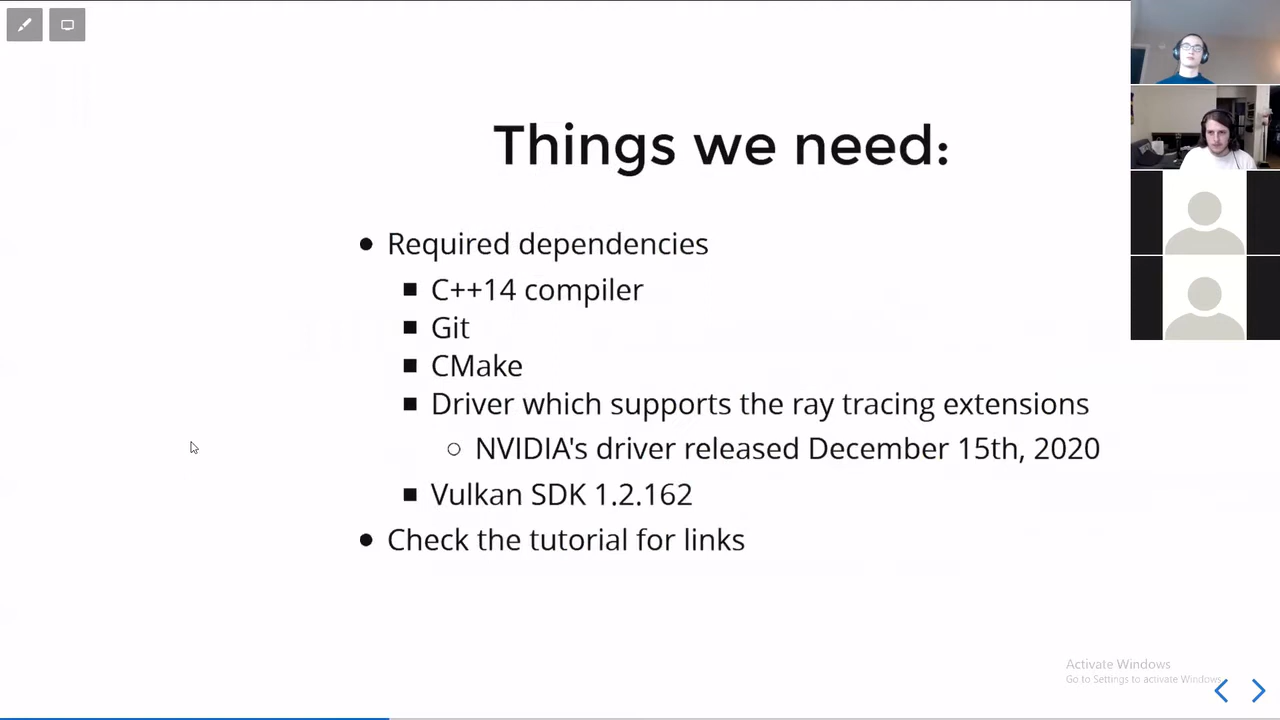 Things we need:
Required dependencies
C++14 compiler
Git
CMake
Driver which supports the ray tracing extensions
NVIDIA's driver released December 15th, 2020
Vulkan SDK 1.2.162
Check the tutorial for links
Activate Windows
Go to Settings to activate Windows.